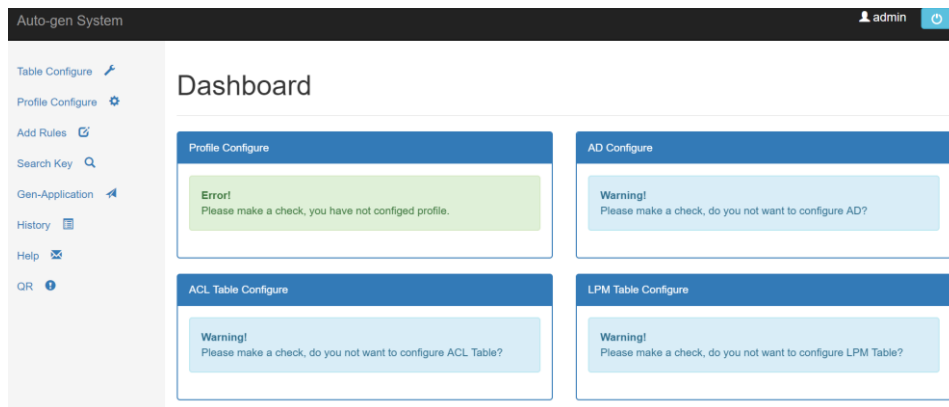 Auto-gen System
admin
Table Configure
Profile Configure
Add Rules
Search Key
Gen-Application
History
Help
QR
Dashboard
Profile Configure
Error!
Please make a check, you have not configed profile.
AD Configure
Warning!
Please make a check, do you not want to configure AD?
ACL Table Configure
Warning!
Please make a check, do you not want to configure ACL Table?
LPM Table Configure
Warning!
Please make a check, do you not want to configure LPM Table?